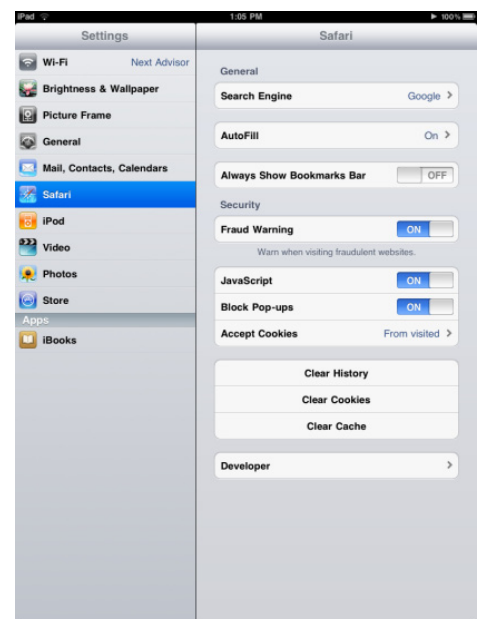 iPad 1:05 PM 100%
Settings
Wi-Fi Next Advisor
Brightness & Wallpaper
Picture Frame
General
Mail, Contacts, Calendars
Safari
iPod
Video
Photos
Store
Apps
iBooks
Safari
General
Search Engine Google
AutoFill On
Always Show Bookmarks Bar OFF
Security
Fraud Warning ON
Warn when visiting fraudulent websites.
JavaScript ON
Block Pop-ups ON
Accept Cookies From visited
Clear History
Clear Cookies
Clear Cache
Developer